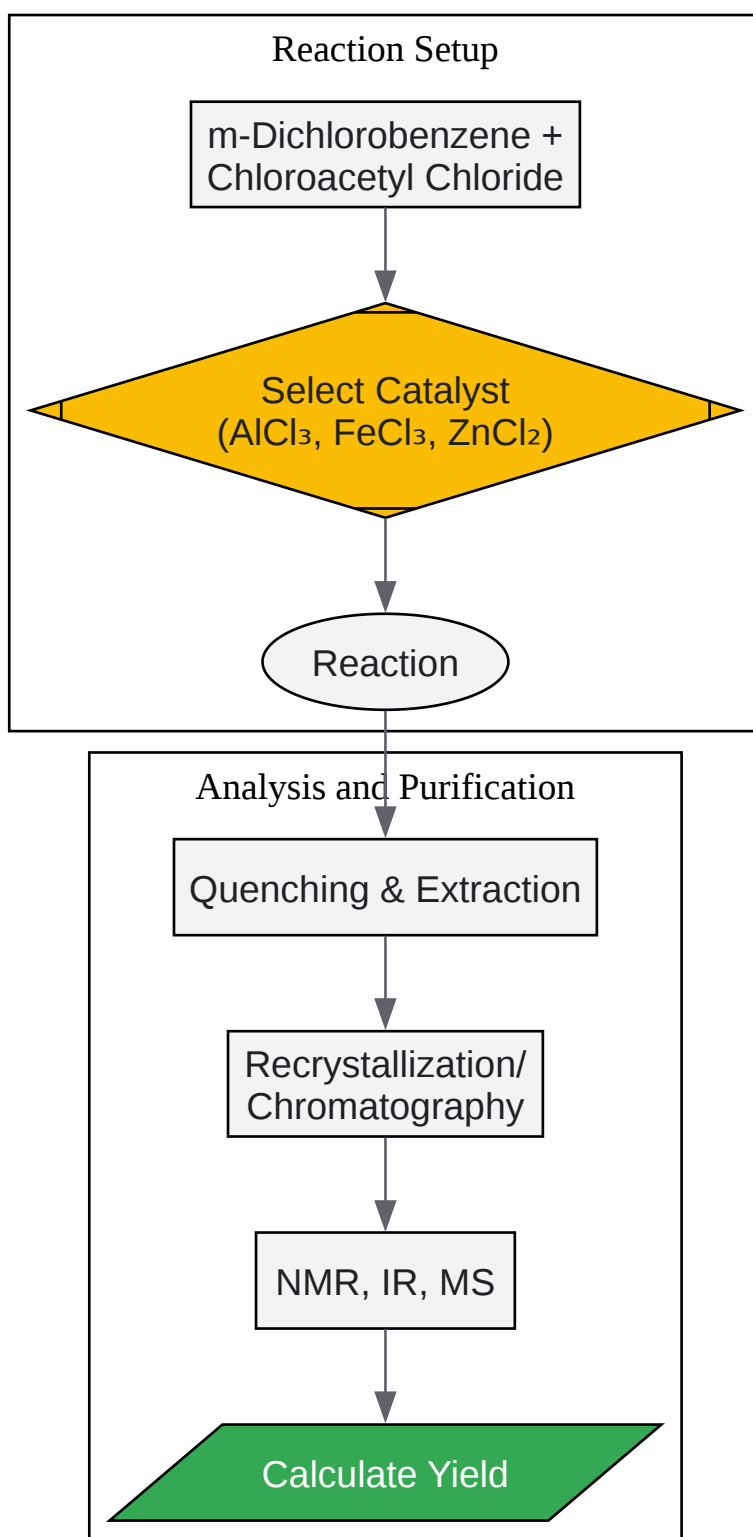 Reaction Setup
m-Dichlorobenzene +
Chloroacetyl Chloride
Select Catalyst
(AlCl₃, FeCl₃, ZnCl₂)
Reaction
Analysis and Purification
Quenching & Extraction
Recrystallization/
Chromatography
NMR, IR, MS
Calculate Yield